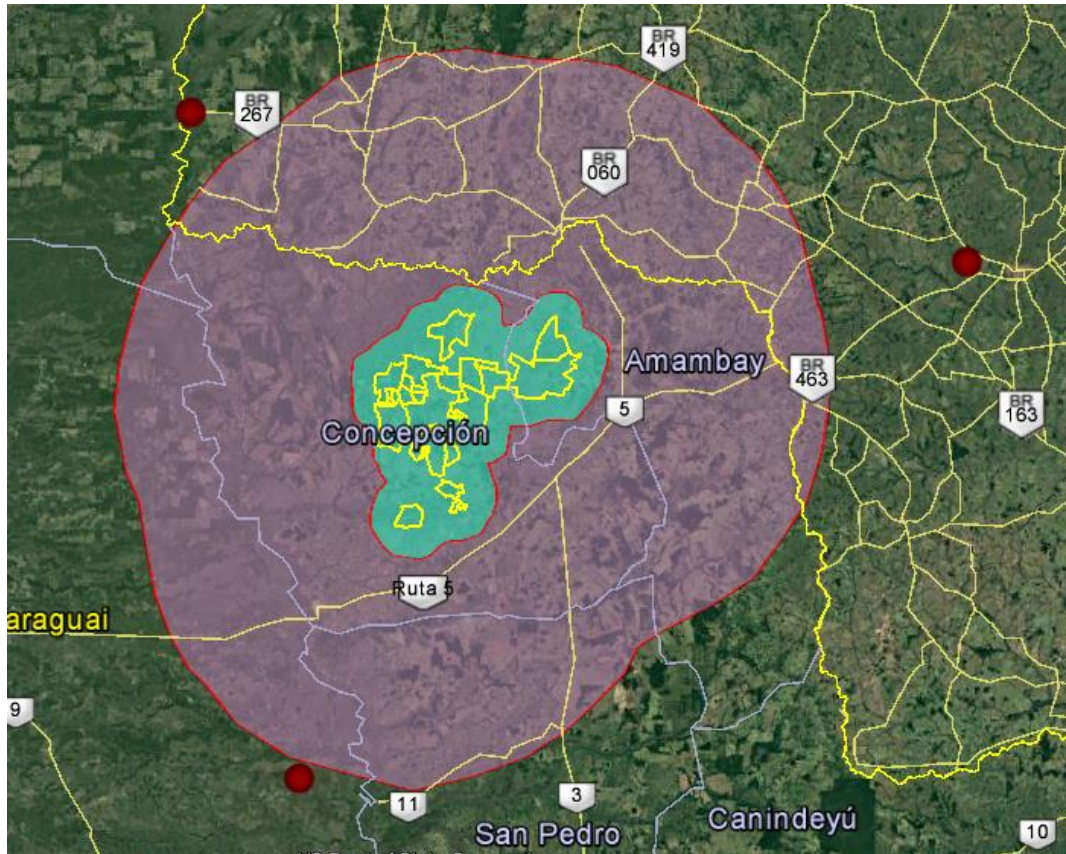 BR
419
BR
267
BR
060
Amambay
BR
463
5
BR
163
Concepción
Ruta 5
araguai
9
11
3
San Pedro
Canindeyú
10